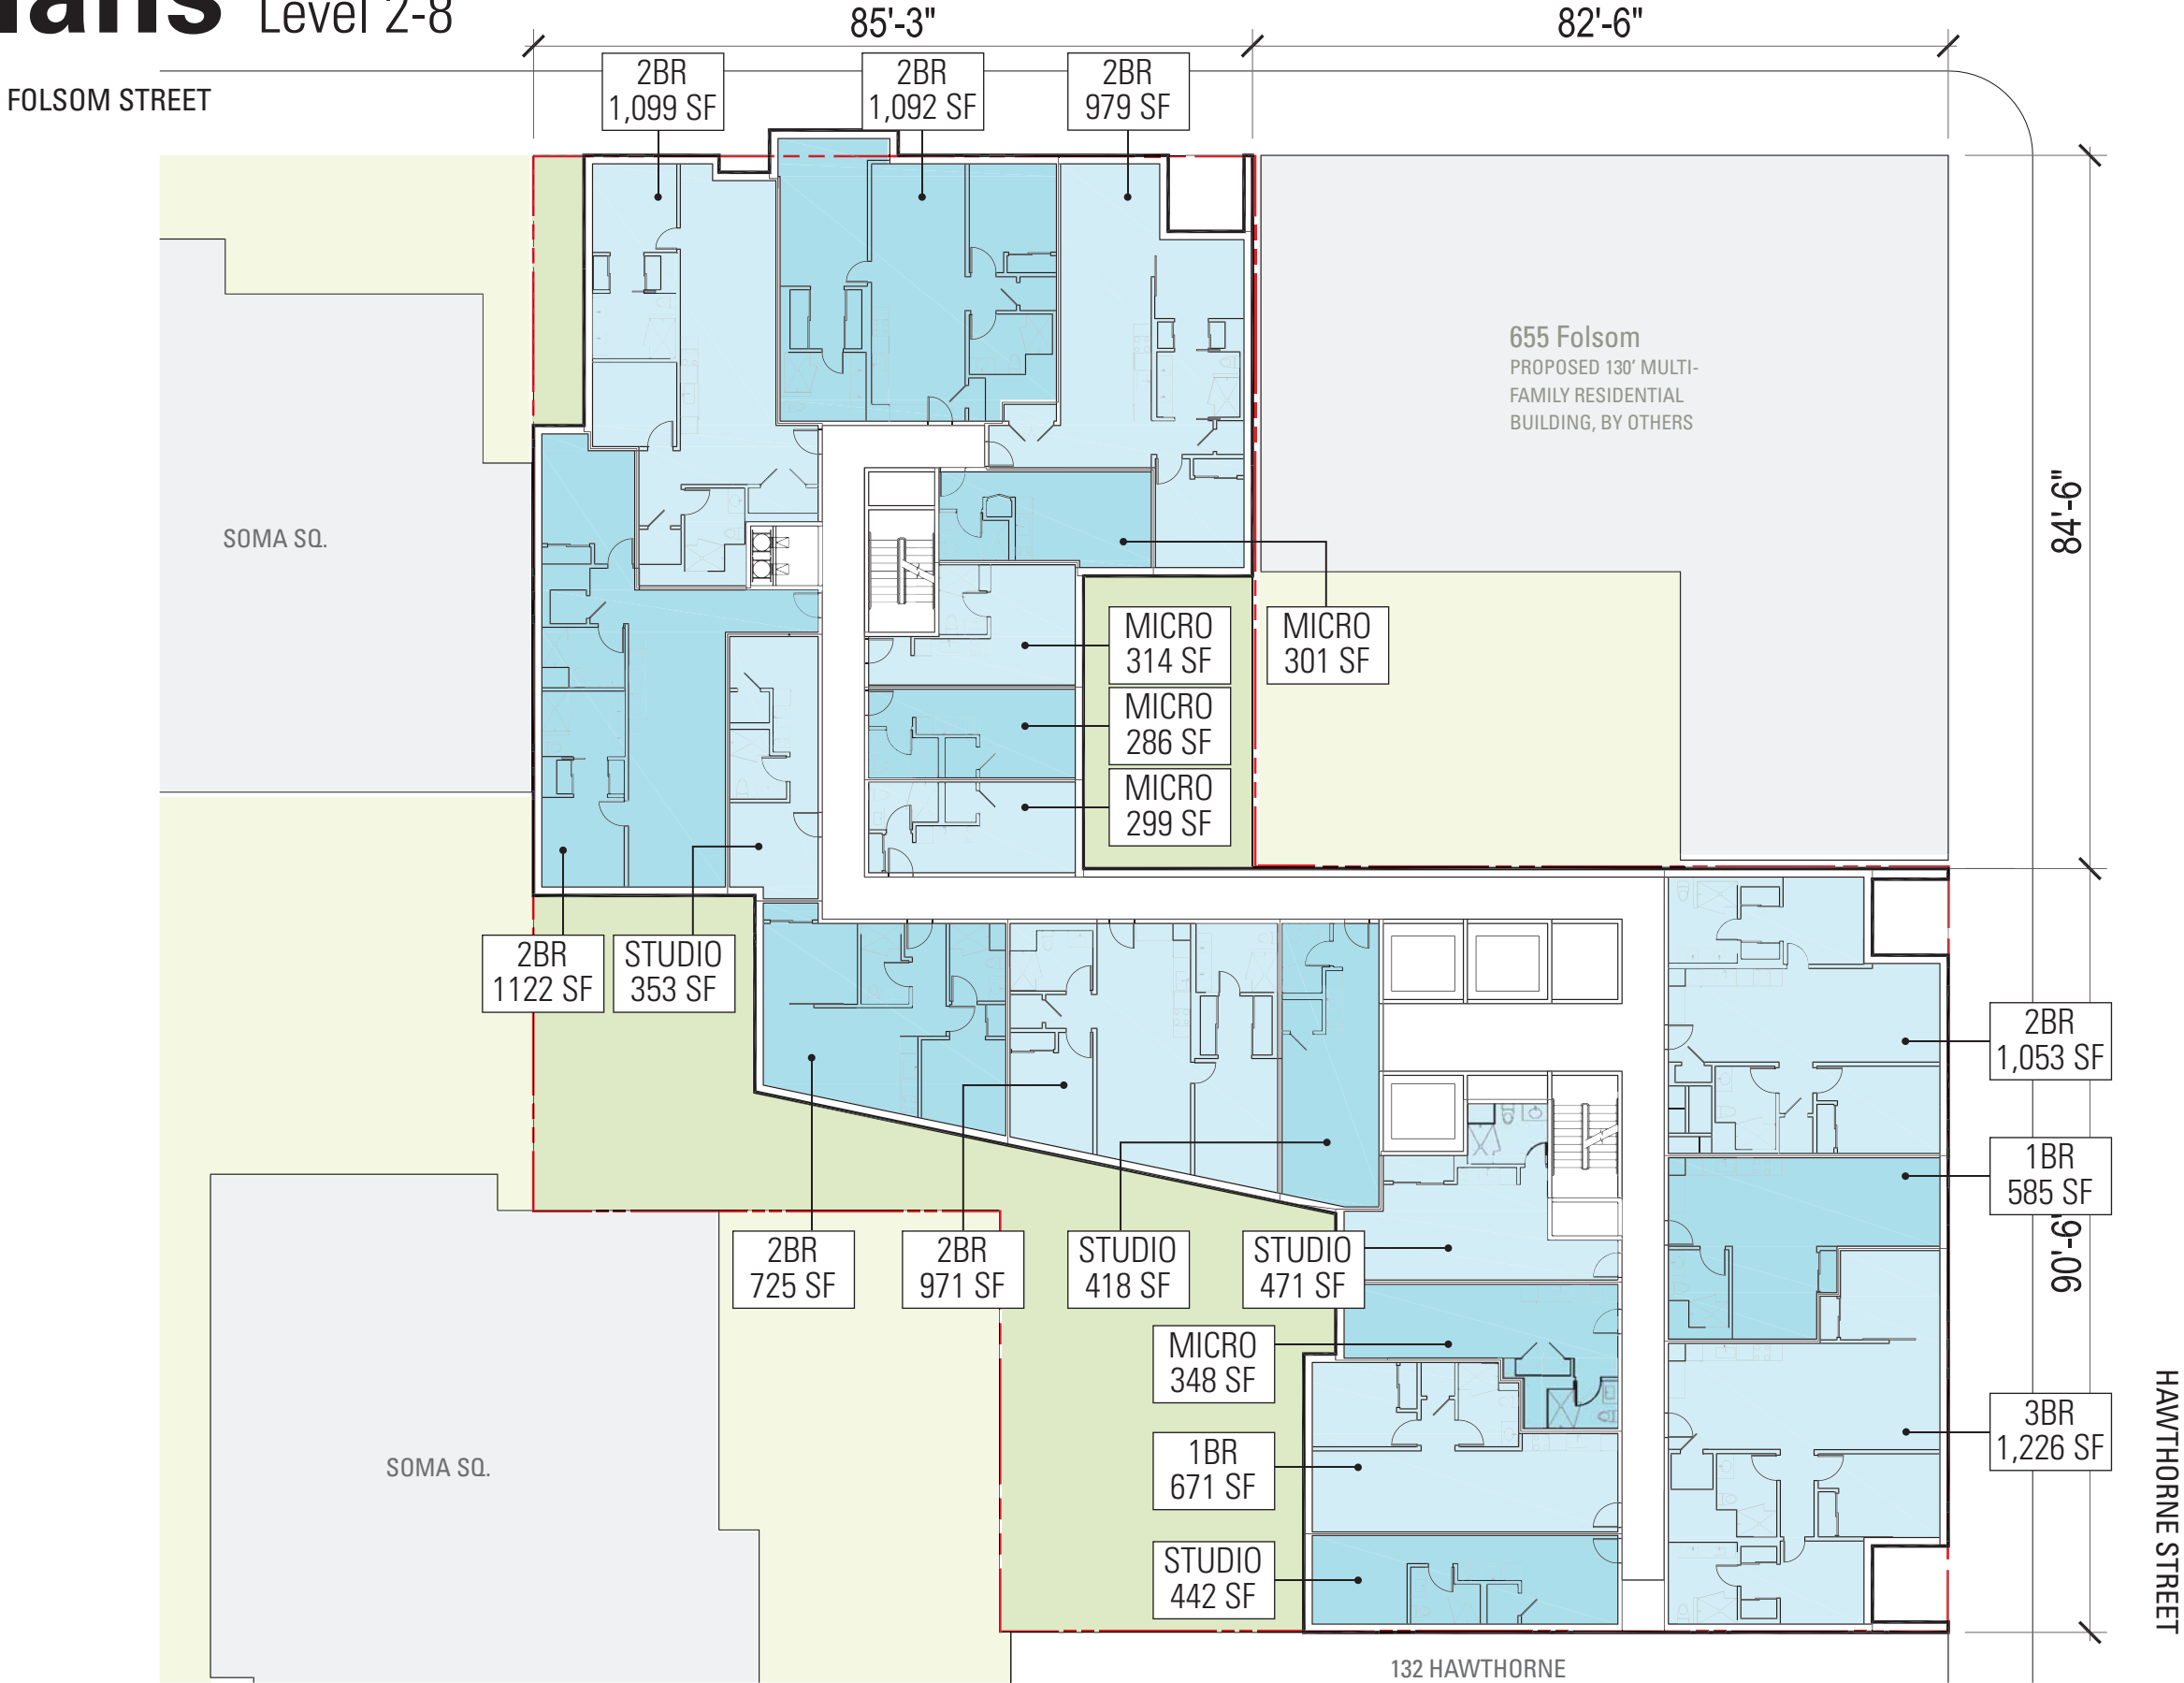 lans Level 2-8
85'-3"
82'-6"
FOLSOM STREET
2BR
1,099 SF
2BR
1,092 SF
2BR
979 SF
655 Folsom
PROPOSED 130' MULTI-
FAMILY RESIDENTIAL
BUILDING, BY OTHERS
84'-6"
SOMA SQ.
MICRO
314 SF
MICRO
301 SF
MICRO
286 SF
MICRO
299 SF
2BR
1122 SF
STUDIO
353 SF
2BR
1,053 SF
1BR
585 SF
90'-6"
2BR
725 SF
2BR
971 SF
STUDIO
418 SF
STUDIO
471 SF
MICRO
348 SF
1BR
671 SF
3BR
1,226 SF
HAWTHORNE STREET
SOMA SQ.
STUDIO
442 SF
132 HAWTHORNE